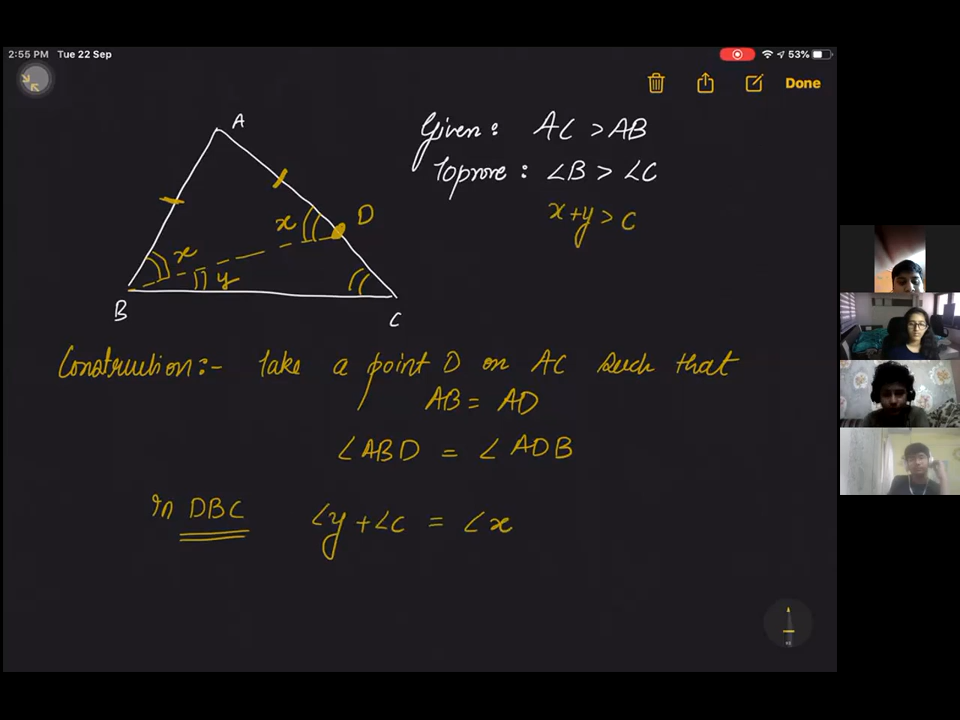 2:55 PM Tue 22 Sep 53%
Done
A
Given: AC > AB
To prove: ∠B > ∠C
x+y > C
D
x
x
y
B
C
Construction:- Take a point D on AC such that
AB = AD
∠ABD = ∠ADB
In DBC ∠y + ∠C = ∠x